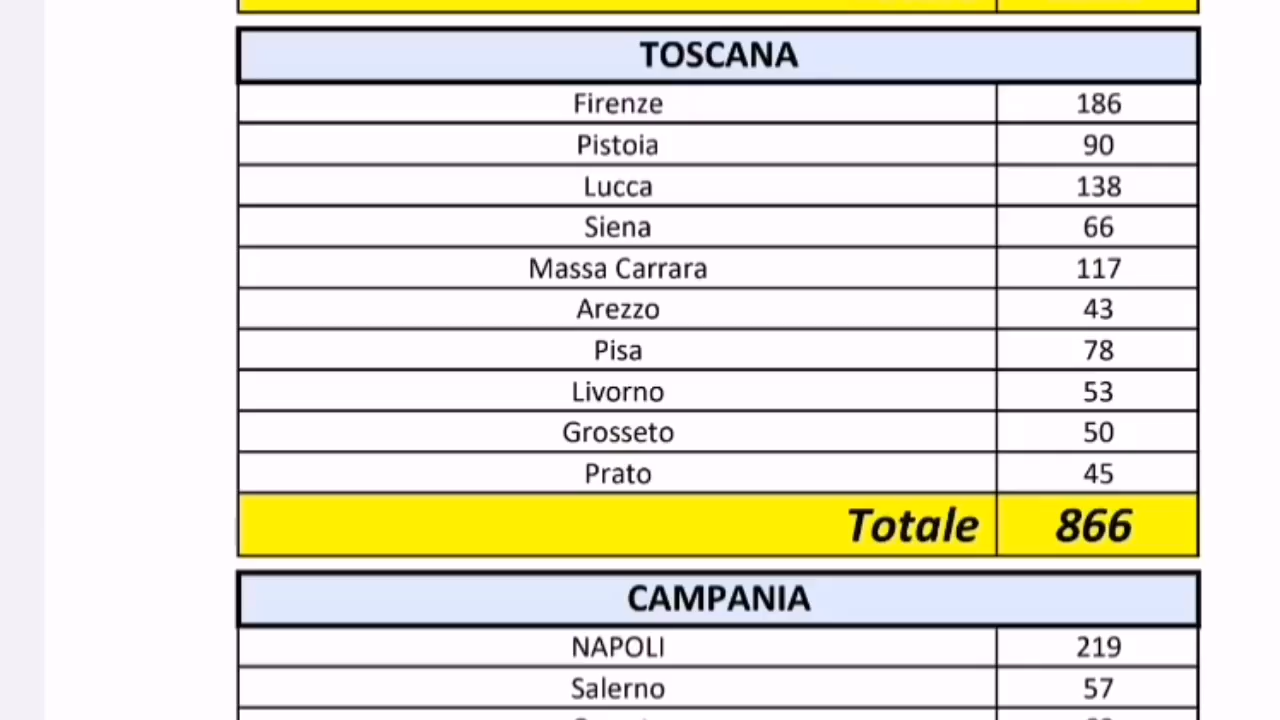 TOSCANA
Firenze 186
Pistoia 90
Lucca 138
Siena 66
Massa Carrara 117
Arezzo 43
Pisa 78
Livorno 53
Grosseto 50
Prato 45
Totale 866
CAMPANIA
NAPOLI 219
Salerno 57